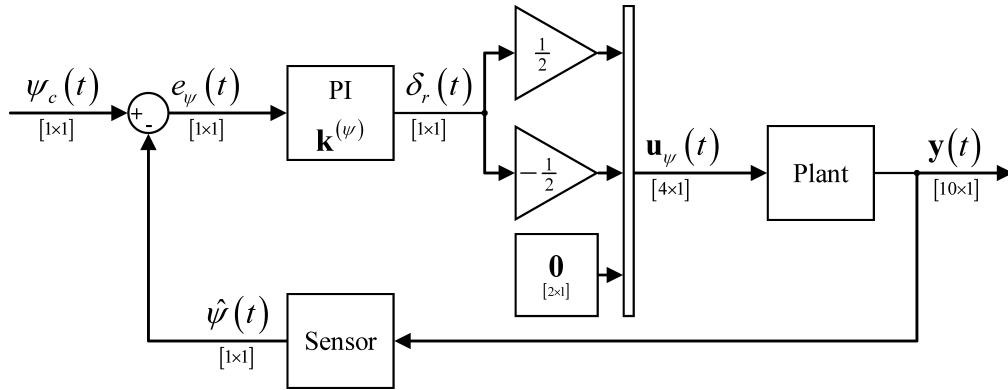 ψ_c(t)
[1×1]
+
-
e_ψ(t)
[1×1]
PI
k^(ψ)
δ_r(t)
[1×1]
1/2
-1/2
0
[2×1]
u_ψ(t)
[4×1]
Plant
y(t)
[10×1]
ψ̂(t)
[1×1]
Sensor